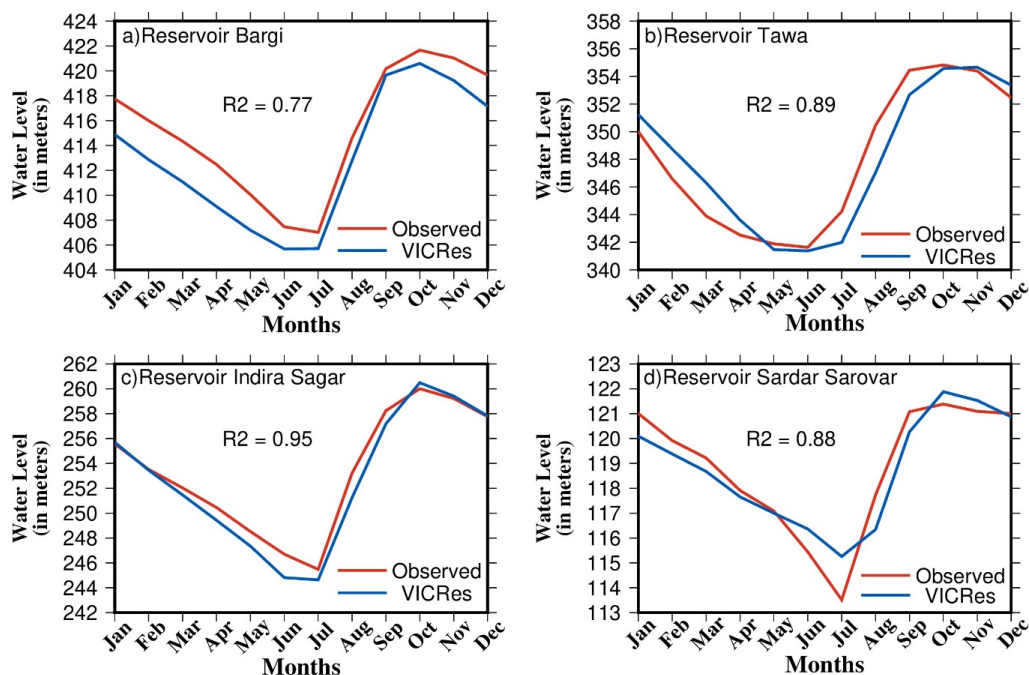 a)Reservoir Bargi
R2 = 0.77
Water Level
(in meters)
424
422
420
418
416
414
412
410
408
406
404
Observed
VICRes
Jan Feb Mar Apr May Jun Jul Aug Sep Oct Nov Dec
Months
b)Reservoir Tawa
R2 = 0.89
Water Level
(in meters)
358
356
354
352
350
348
346
344
342
340
Observed
VICRes
Jan Feb Mar Apr May Jun Jul Aug Sep Oct Nov Dec
Months
c)Reservoir Indira Sagar
R2 = 0.95
Water Level
(in meters)
262
260
258
256
254
252
250
248
246
244
242
Observed
VICRes
Jan Feb Mar Apr May Jun Jul Aug Sep Oct Nov Dec
Months
d)Reservoir Sardar Sarovar
R2 = 0.88
Water Level
(in meters)
123
122
121
120
119
118
117
116
115
114
113
Observed
VICRes
Jan Feb Mar Apr May Jun Jul Aug Sep Oct Nov Dec
Months